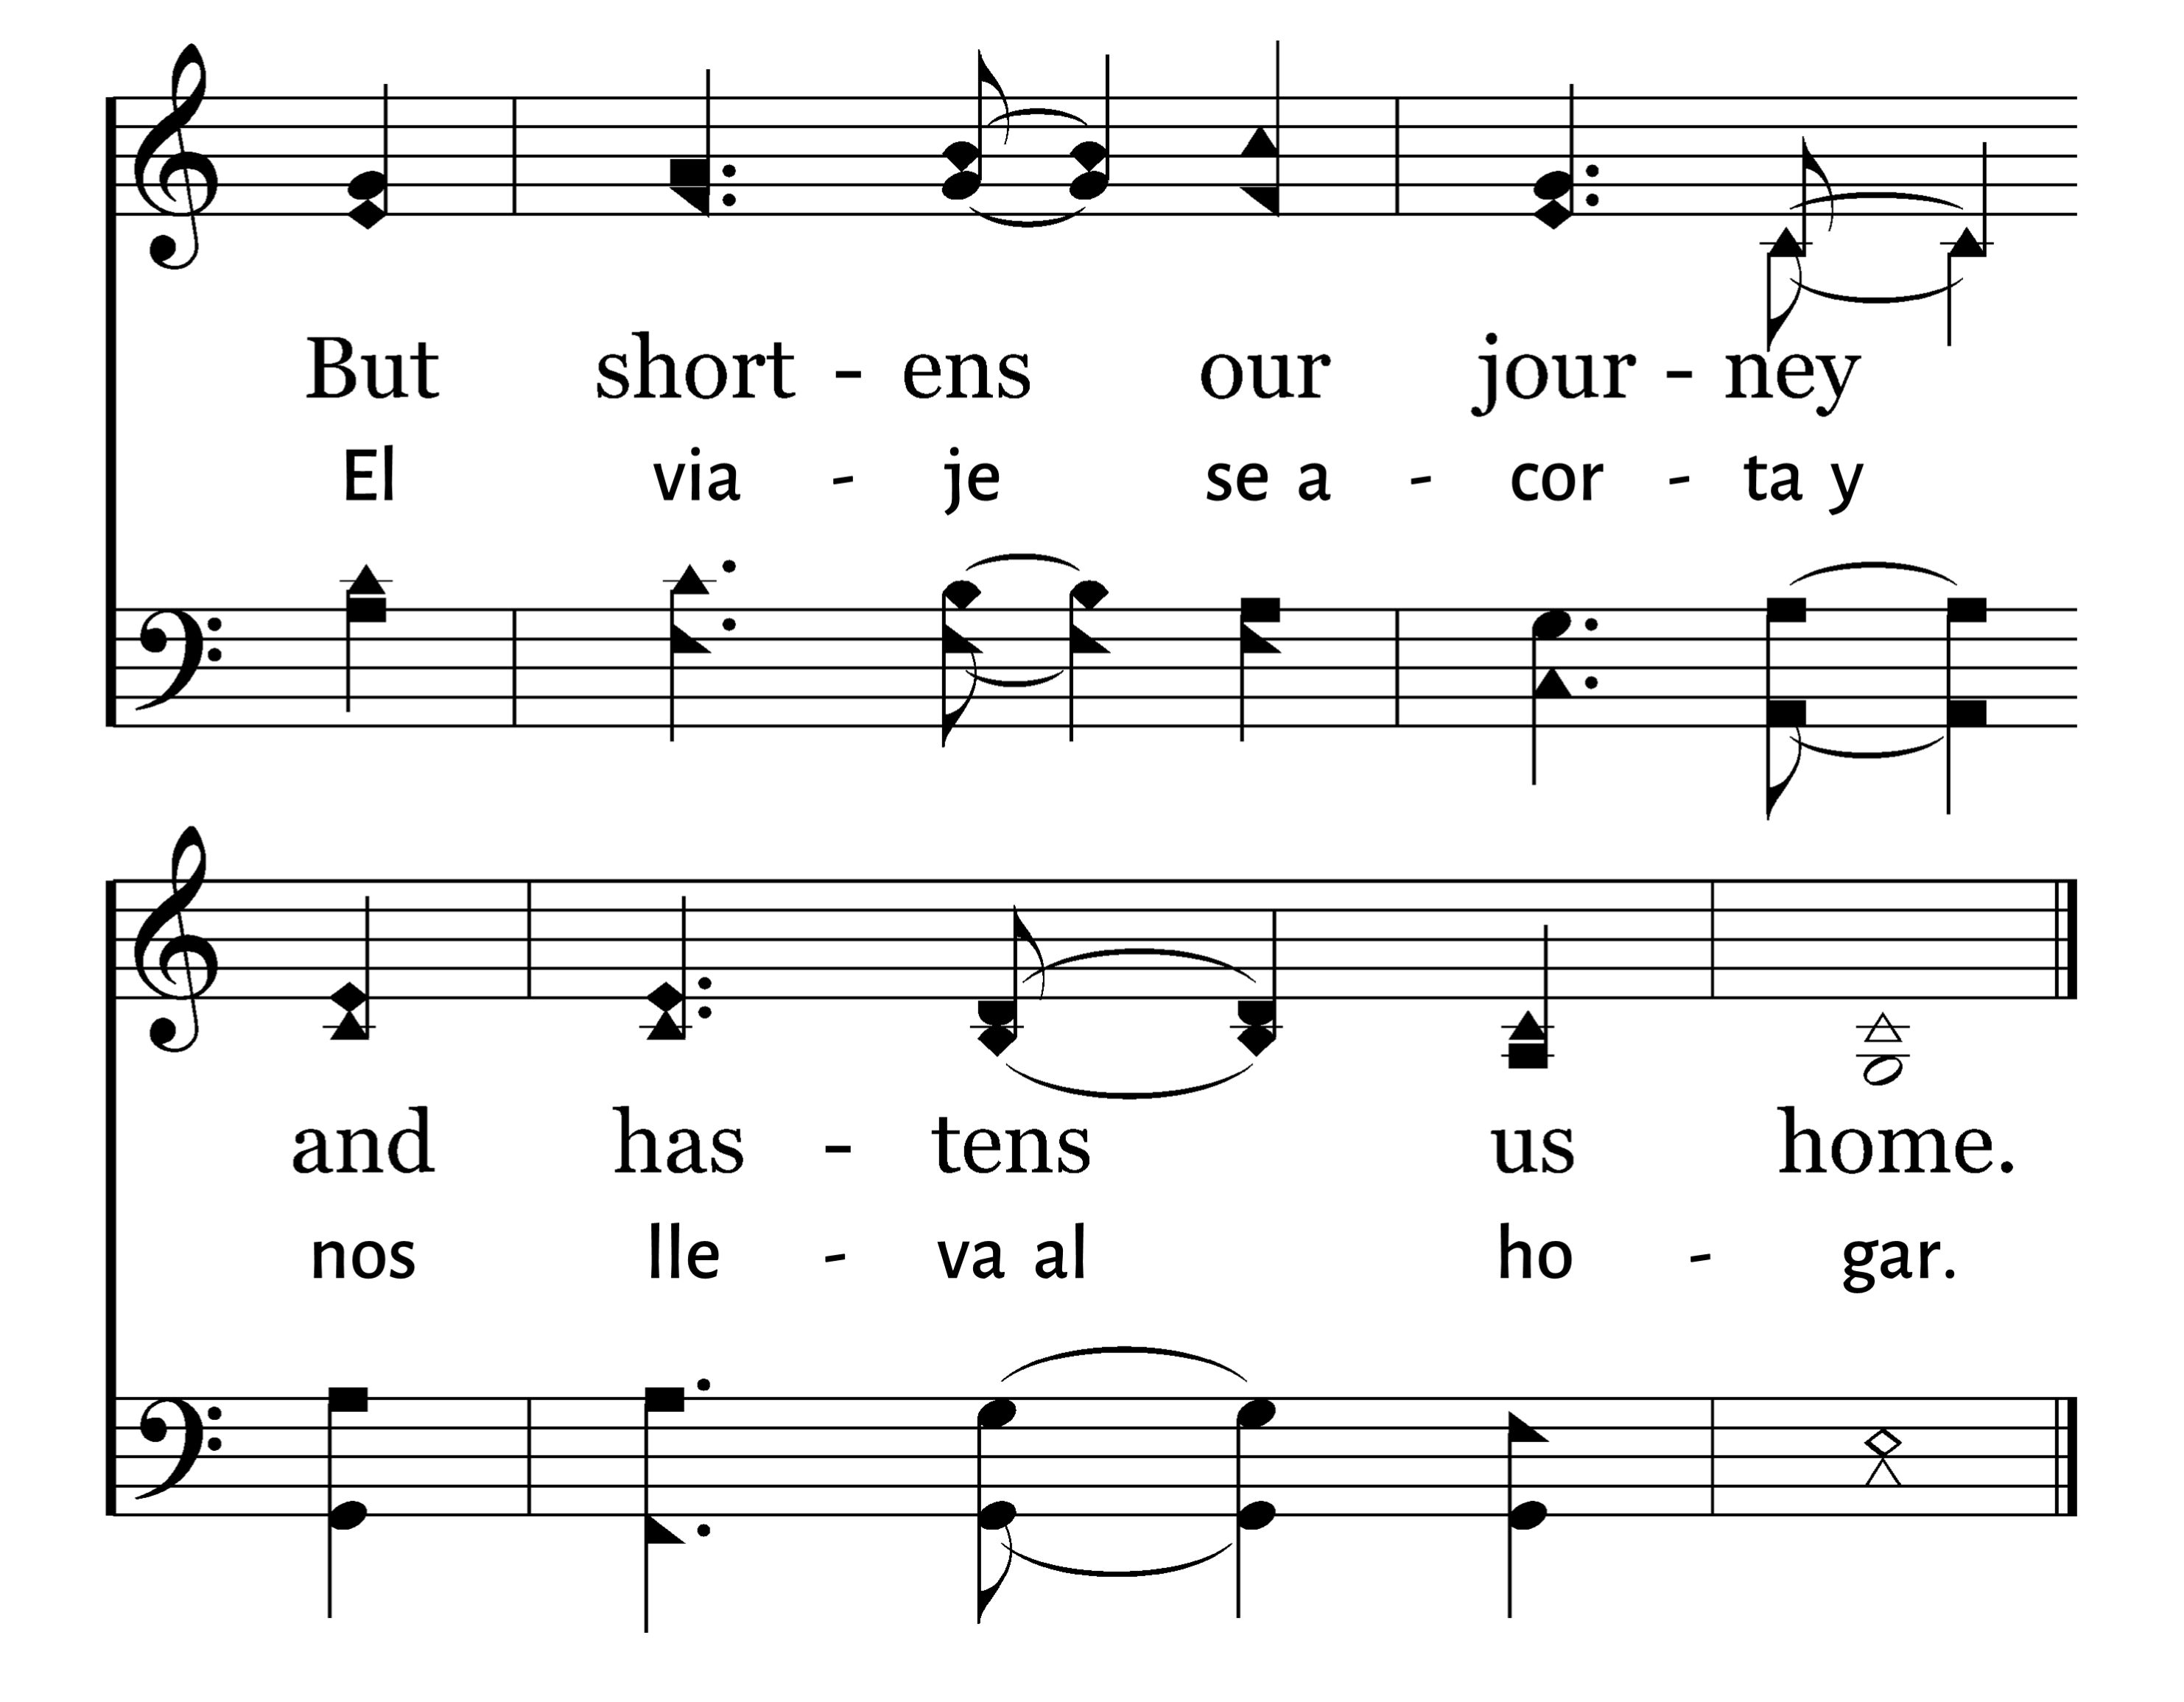 But short - ens our jour - ney
El via - je se a - cor - ta y
and has - tens us home.
nos lle - va al ho - gar.